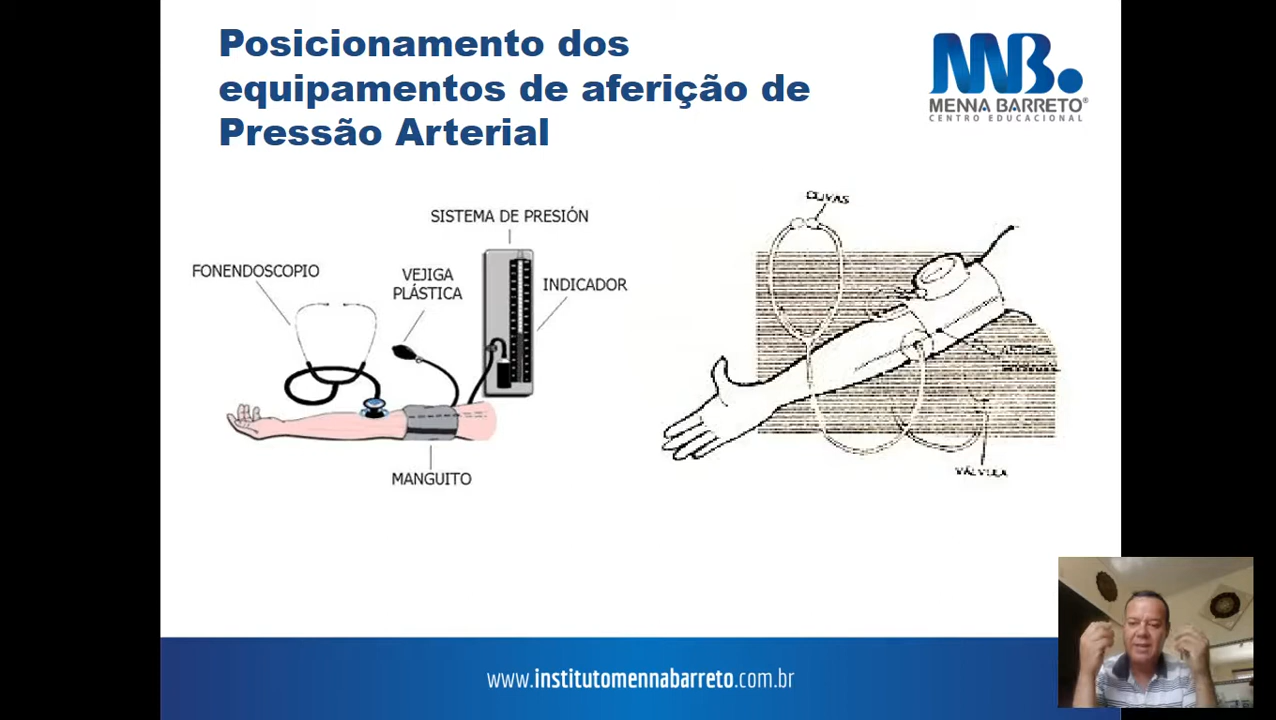 Posicionamento dos
equipamentos de aferição de
Pressão Arterial
MENNA BARRETO®
CENTRO EDUCACIONAL
SISTEMA DE PRESIÓN
FONENDOSCOPIO
VEJIGA
PLÁSTICA
INDICADOR
MANGUITO
OLIVAS
VÁLVULA
www.institutomennabarreto.com.br